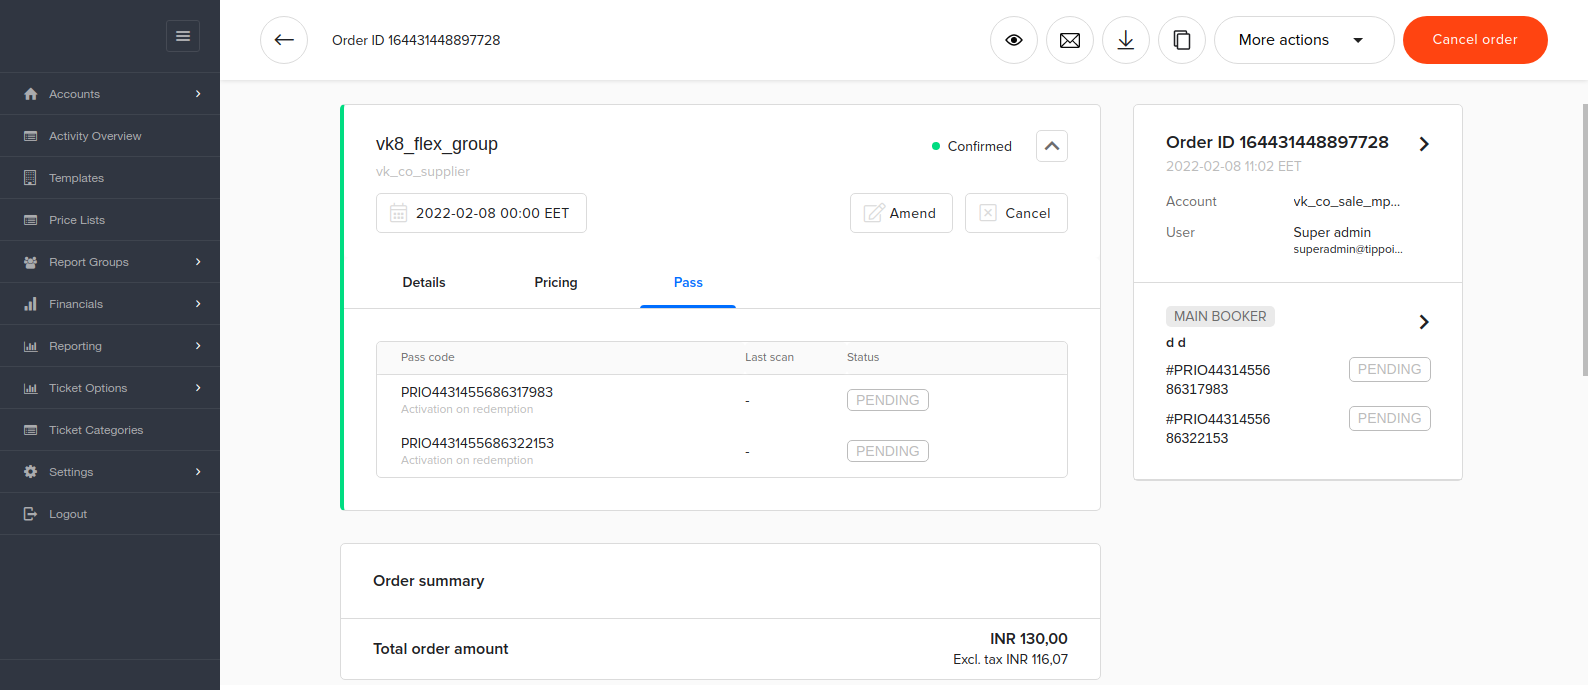 Order ID 164431448897728
More actions
Cancel order
Accounts
Activity Overview
Templates
Price Lists
Report Groups
Financials
Reporting
Ticket Options
Ticket Categories
Settings
Logout
vk8_flex_group
Confirmed
vk_co_supplier
2022-02-08 00:00 EET
Amend
Cancel
Details
Pricing
Pass
Pass code
Last scan
Status
PRIO4431455686317983
Activation on redemption
-
PENDING
PRIO4431455686322153
Activation on redemption
-
PENDING
Order summary
Total order amount
INR 130,00
Excl. tax INR 116,07
Order ID 164431448897728
2022-02-08 11:02 EET
Account
vk_co_sale_mp...
User
Super admin
superadmin@tippoi...
MAIN BOOKER
d d
#PRIO44314556
86317983
PENDING
#PRIO44314556
86322153
PENDING